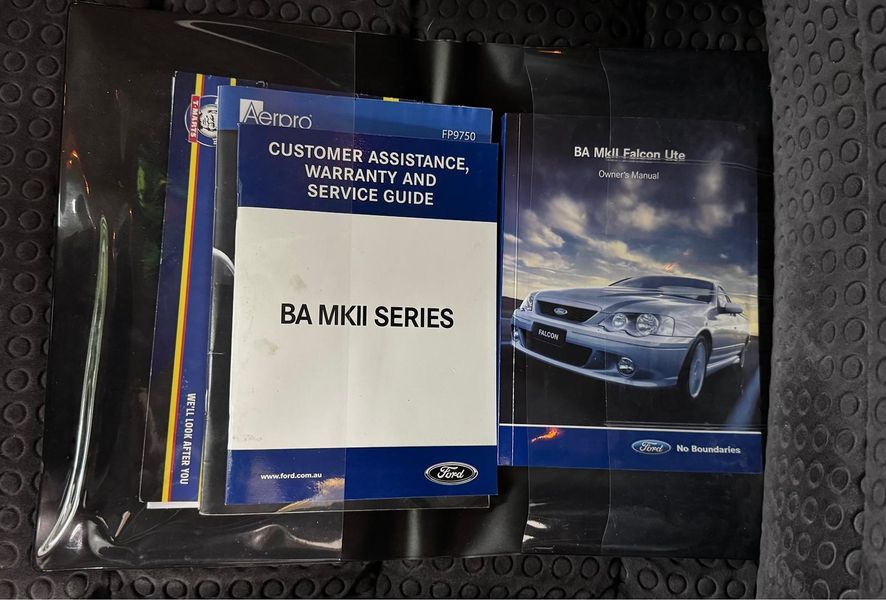 T-MARTS
WE'LL LOOK AFTER YOU
Aerpro
FP9750
CUSTOMER ASSISTANCE,
WARRANTY AND
SERVICE GUIDE
BA MKII SERIES
www.ford.com.au
Ford
BA MkII Falcon Ute
Owner's Manual
FALCON
Ford No Boundaries